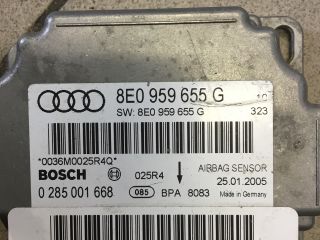 8E0 959 655 G
SW: 8E0 959 655 G 323
*0036M0025R4Q*
BOSCH 025R4 AIRBAG SENSOR
25.01.2005
0 285 001 668 085 BPA 8083 Made in Germany